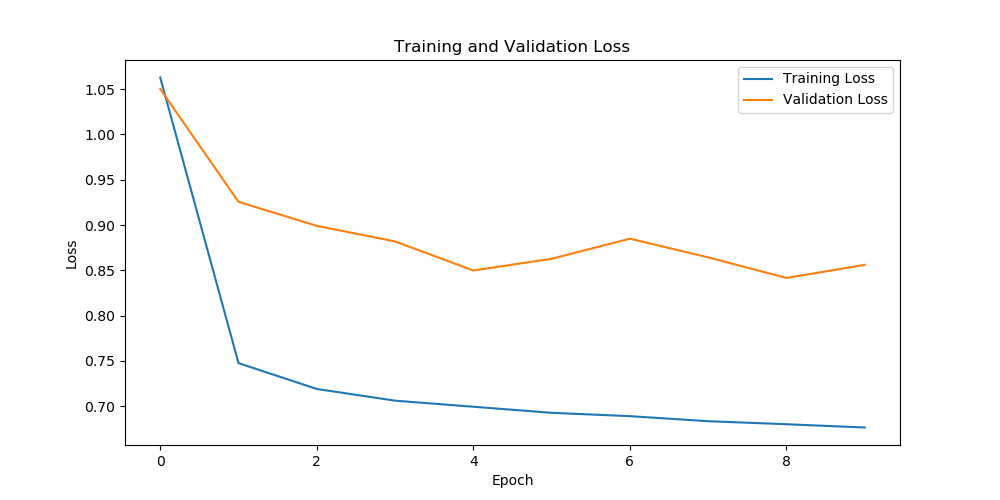 Training and Validation Loss
Training Loss
Validation Loss
1.05
1.00
0.95
0.90
0.85
0.80
0.75
0.70
Loss
0 2 4 6 8
Epoch